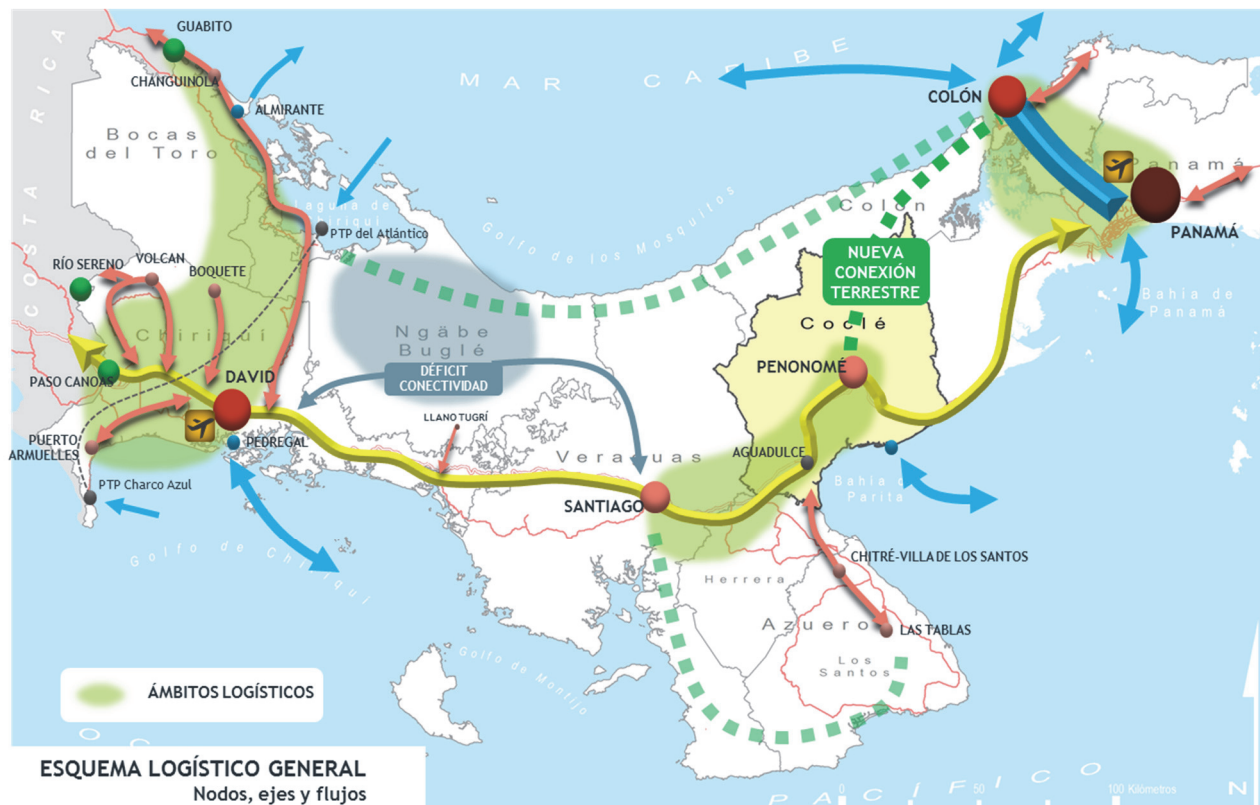 GUABITO
CHANGUINOLA
ALMIRANTE
COSTA RICA
Bocas
del Toro
MAR CARIBE
COLÓN
Panamá
PANAMÁ
Bahia de
Panamá
Laguna de
Chiriquí
PTP del Atlántico
Golfo de los Mosquitos
Colón
NUEVA
CONEXIÓN
TERRESTRE
RÍO SERENO
VOLCAN
BOQUETE
Chiriquí
Ngäbe
Buglé
DÉFICIT
CONECTIVIDAD
Coclé
PENONOMÉ
PASO CANOAS
DAVID
PUERTO
ARMUELLES
PEDREGAL
LLANO TUGRÍ
Veraguas
AGUADULCE
Bahia de
Parita
PTP Charco Azul
SANTIAGO
Golfo de Chiriqui
CHITRÉ-VILLA DE LOS SANTOS
Herrera
Azuero
LAS TABLAS
Los
Santos
Golfo de Montijo
ÁMBITOS LOGÍSTICOS
ESQUEMA LOGÍSTICO GENERAL
Nodos, ejes y flujos
PACÍFICO
0 50 100 Kilómetros
N